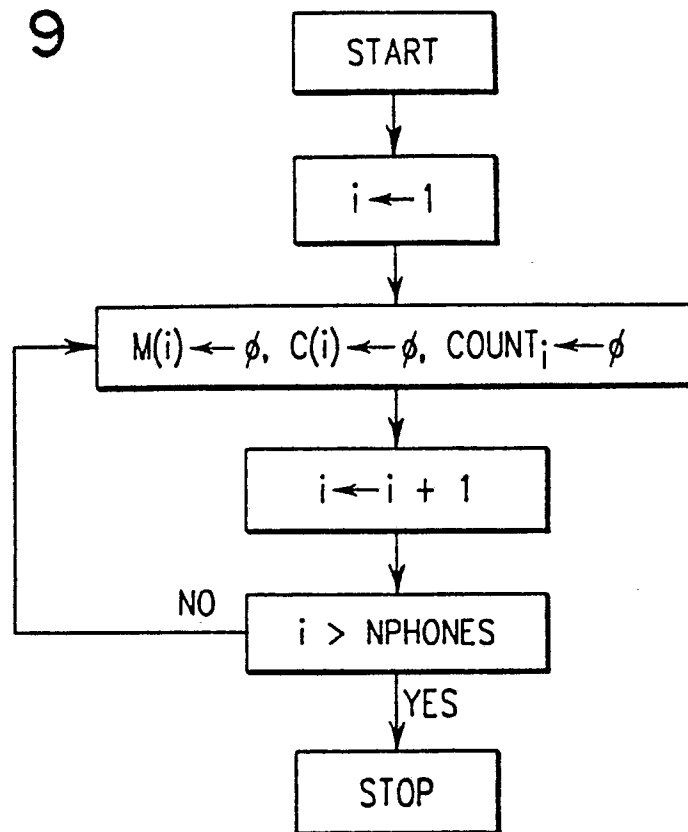 9
START
i ← 1
M(i) ← ϕ, C(i) ← ϕ, COUNTᵢ ← ϕ
i ← i + 1
NO
i > NPHONES
YES
STOP